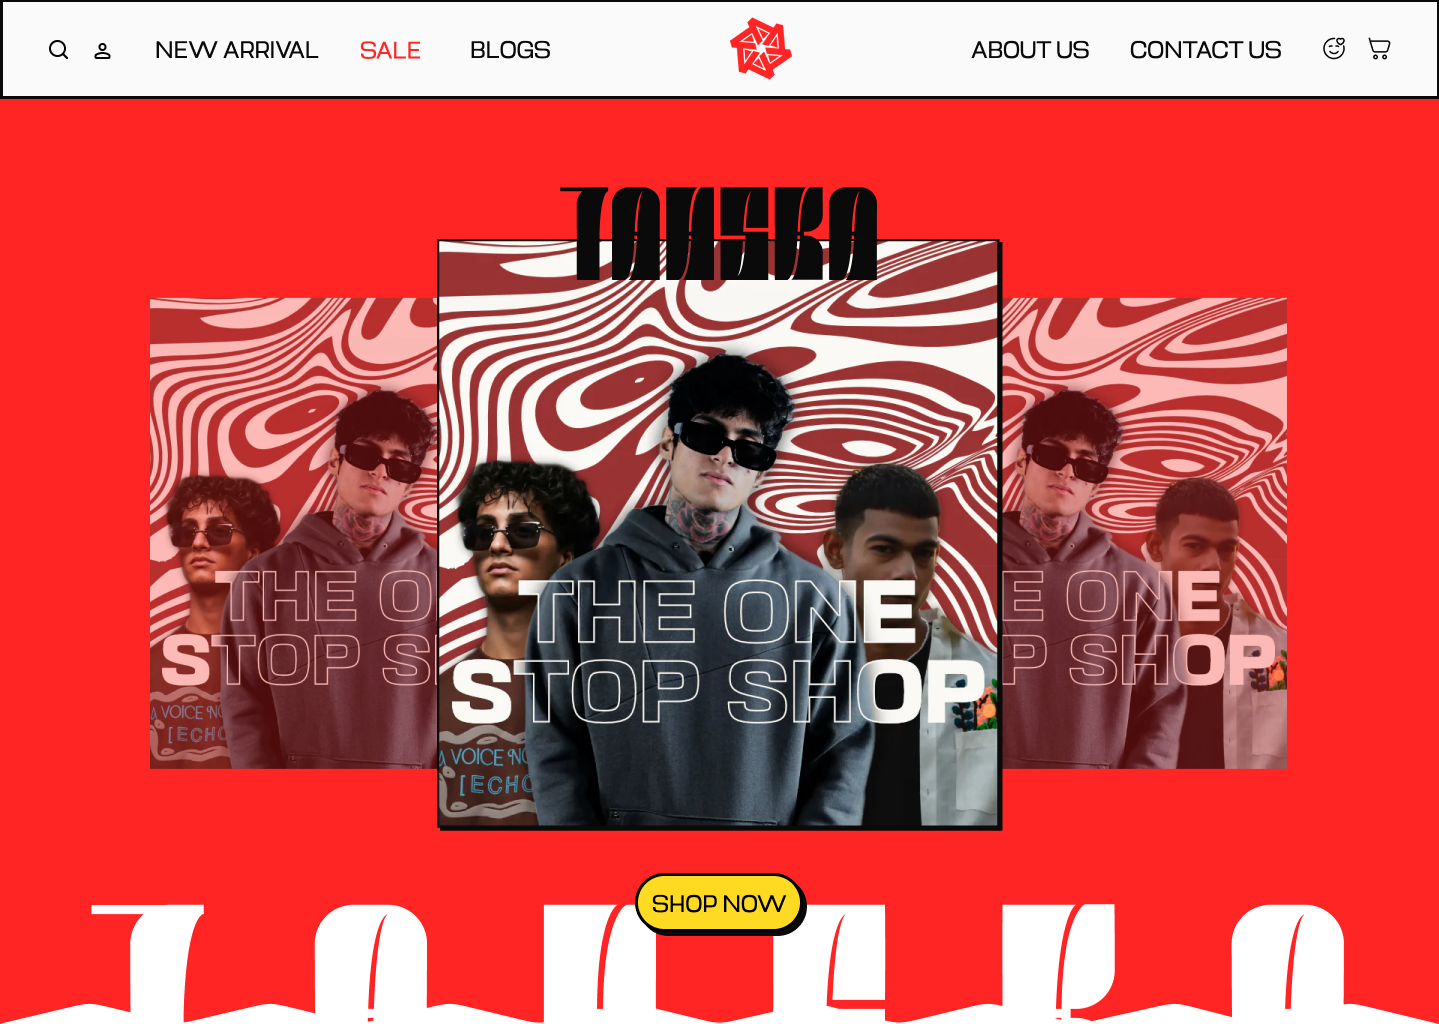 NEW ARRIVAL
SALE
BLOGS
ABOUT US
CONTACT US
THE O
STOP S
A VOICE NO
[ECHO
THE ONE
STOP SHOP
A VOICE NO
[ECHO
E ONE
P SHOP
SHOP NOW